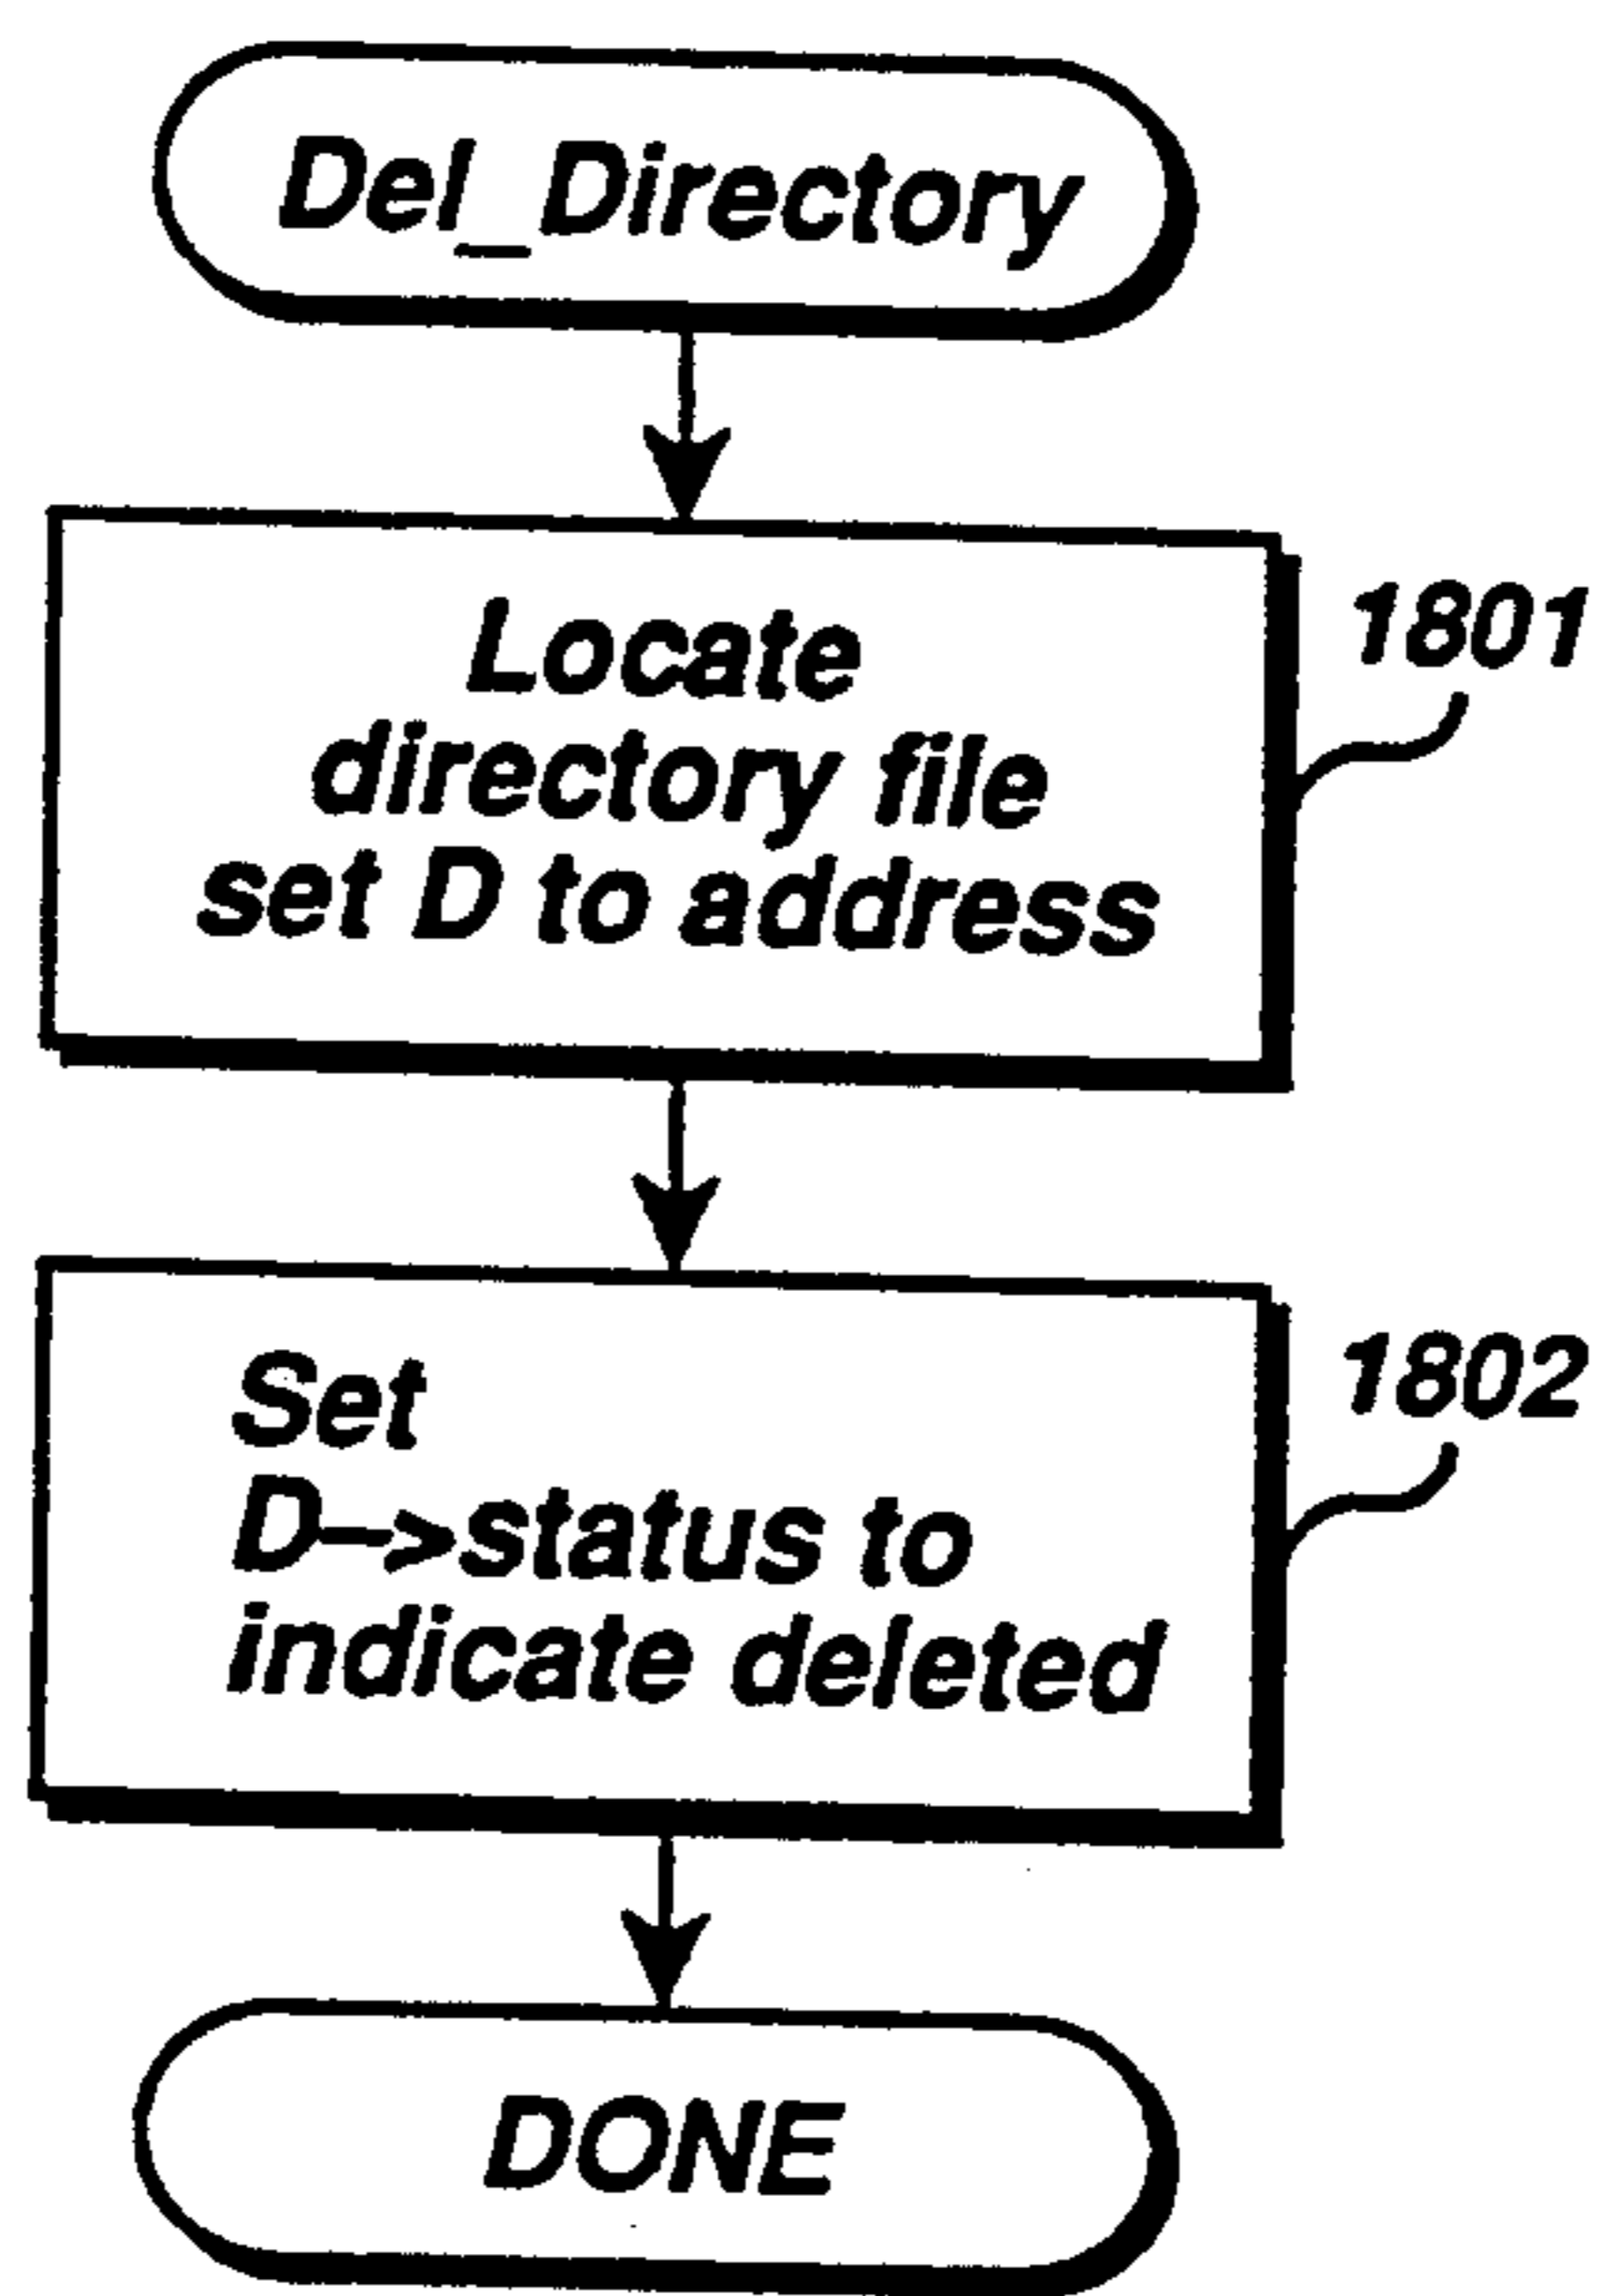 Del_Directory
Locate
directory file
set D to address
1801
Set
D->status to
indicate deleted
1802
DONE